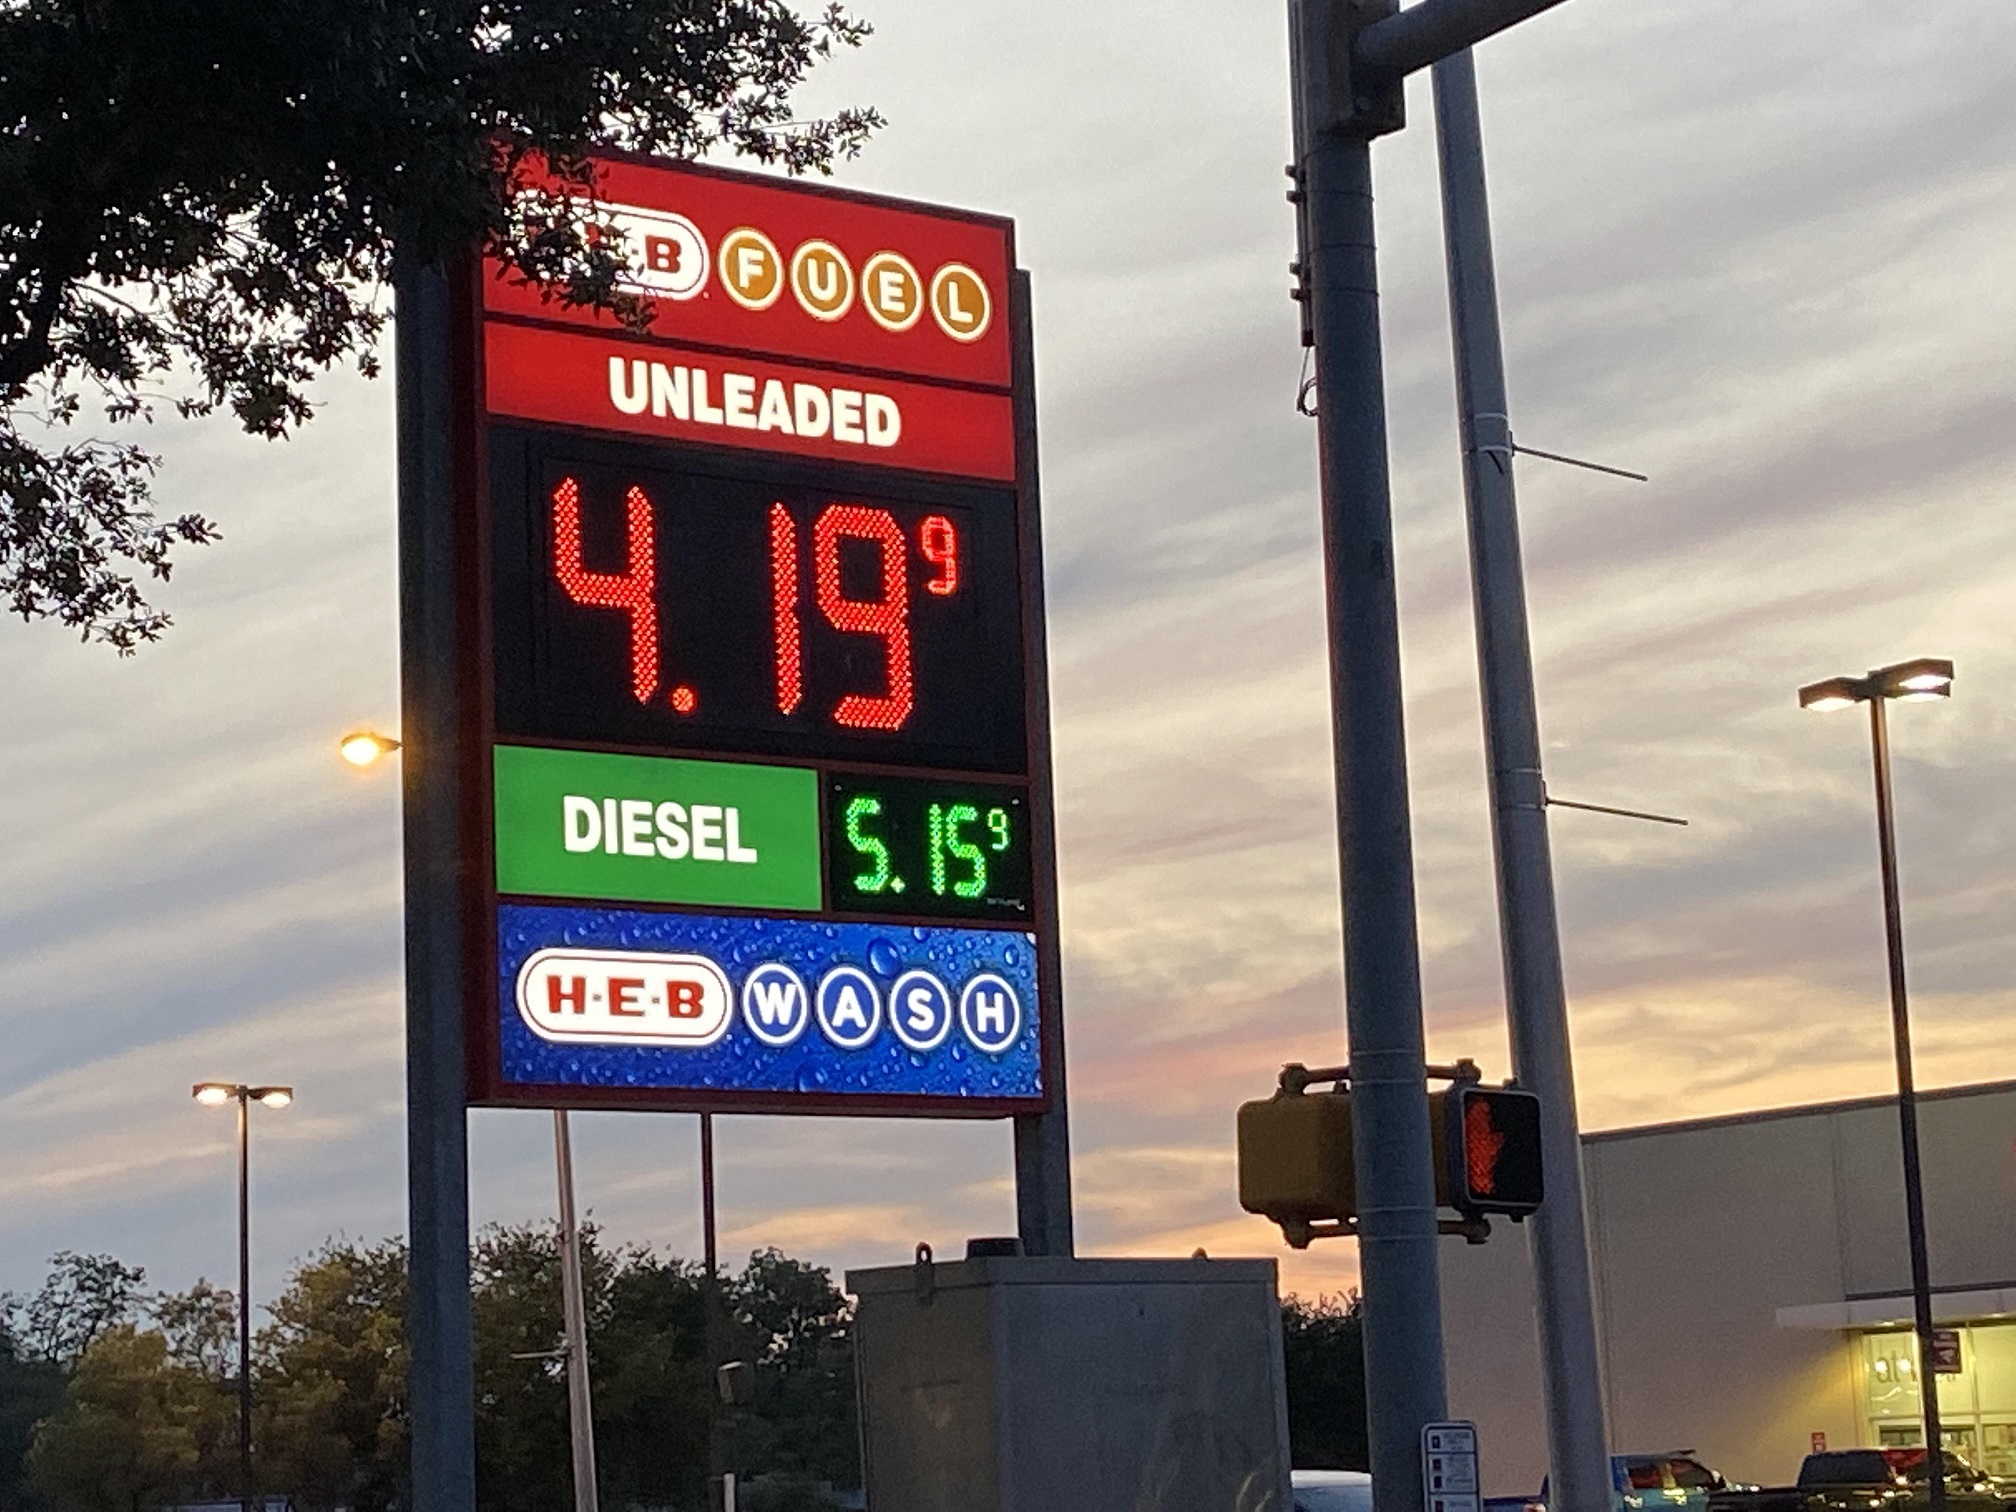 B FUEL
UNLEADED
4.19 9
DIESEL
5.15 9
H-E-B WASH